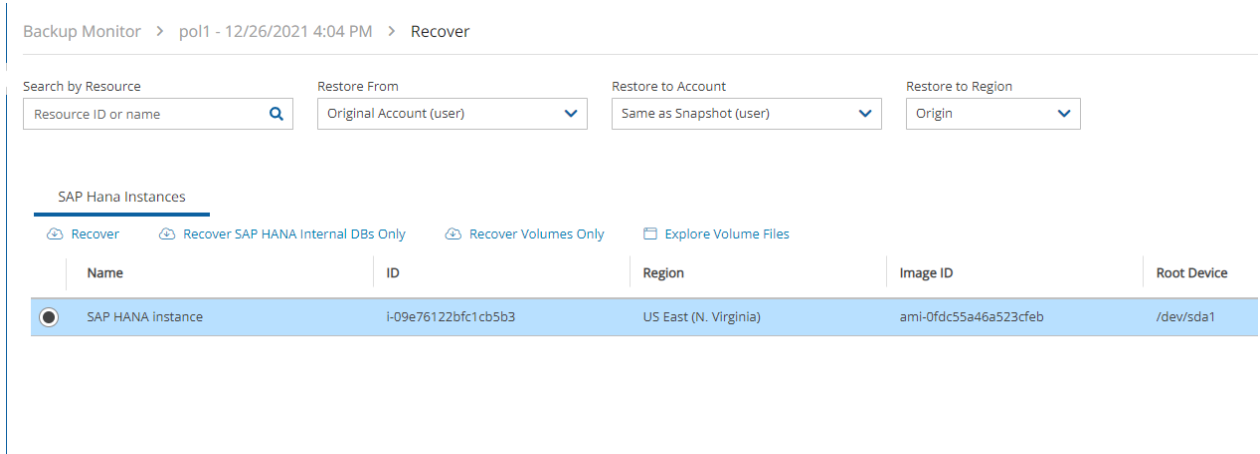 Backup Monitor > pol1 - 12/26/2021 4:04 PM > Recover
Search by Resource Restore From Restore to Account Restore to Region
Resource ID or name Original Account (user) Same as Snapshot (user) Origin
SAP Hana Instances
Recover Recover SAP HANA Internal DBs Only Recover Volumes Only Explore Volume Files
Name ID Region Image ID Root Device
SAP HANA instance i-09e76122bfc1cb5b3 US East (N. Virginia) ami-0fdc55a46a523cfeb /dev/sda1